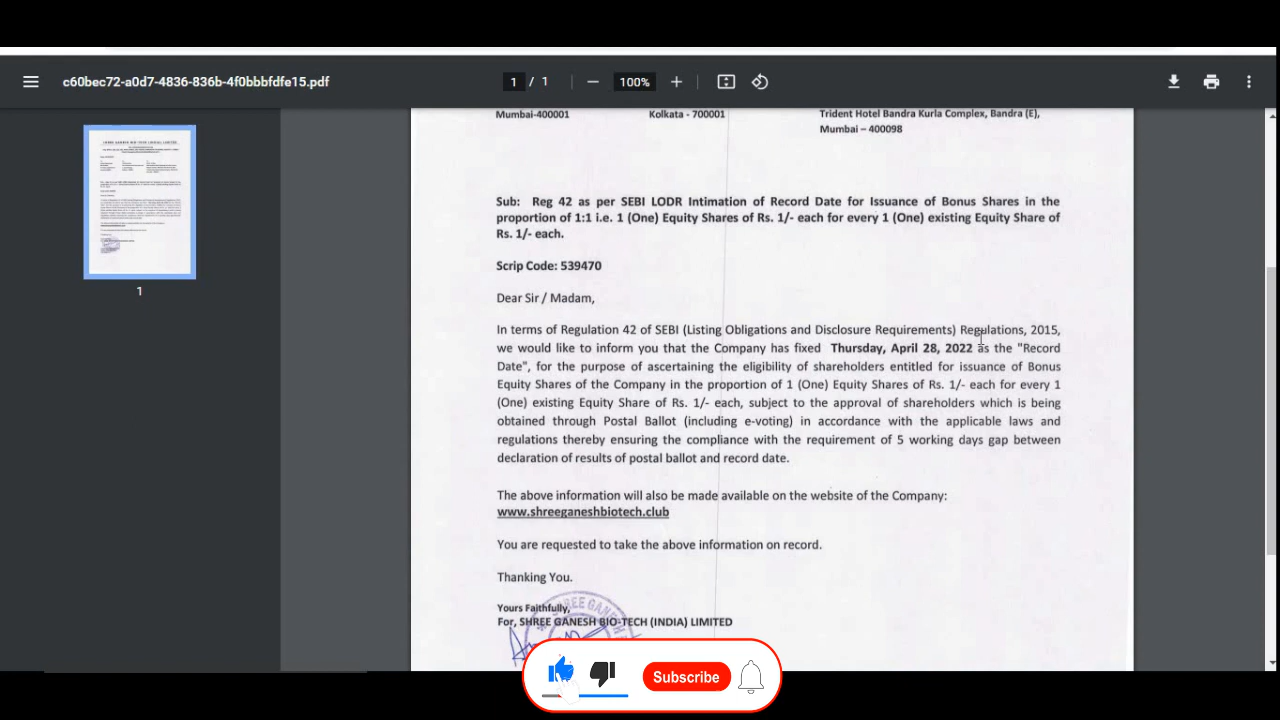 c60bec72-a0d7-4836-836b-4f0bbbfdfe15.pdf
1 / 1
100%
Mumbai-400001 Kolkata - 700001 Trident Hotel Bandra Kurla Complex, Bandra (E),
Mumbai – 400098
Sub: Reg 42 as per SEBI LODR Intimation of Record Date for Issuance of Bonus Shares in the
proportion of 1:1 i.e. 1 (One) Equity Shares of Rs. 1/- each for every 1 (One) existing Equity Share of
Rs. 1/- each.
Scrip Code: 539470
Dear Sir / Madam,
In terms of Regulation 42 of SEBI (Listing Obligations and Disclosure Requirements) Regulations, 2015,
we would like to inform you that the Company has fixed Thursday, April 28, 2022 as the "Record
Date", for the purpose of ascertaining the eligibility of shareholders entitled for issuance of Bonus
Equity Shares of the Company in the proportion of 1 (One) Equity Shares of Rs. 1/- each for every 1
(One) existing Equity Share of Rs. 1/- each, subject to the approval of shareholders which is being
obtained through Postal Ballot (including e-voting) in accordance with the applicable laws and
regulations thereby ensuring the compliance with the requirement of 5 working days gap between
declaration of results of postal ballot and record date.
The above information will also be made available on the website of the Company:
www.shreeganeshbiotech.club
You are requested to take the above information on record.
Thanking You.
Yours Faithfully,
For, SHREE GANESH BIO-TECH (INDIA) LIMITED
SHREE GANESH
1
Subscribe